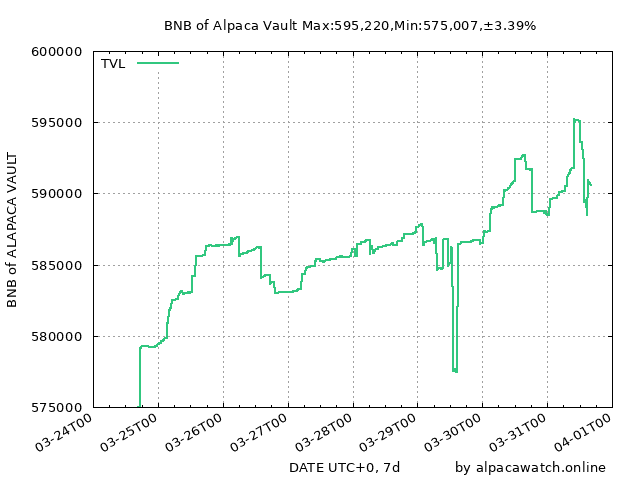 BNB of Alpaca Vault Max:595,220,Min:575,007,±3.39%
TVL
600000
595000
590000
585000
580000
575000
BNB of ALAPACA VAULT
03-24T00
03-25T00
03-26T00
03-27T00
03-28T00
03-29T00
03-30T00
03-31T00
04-01T00
DATE UTC+0, 7d
by alpacawatch.online